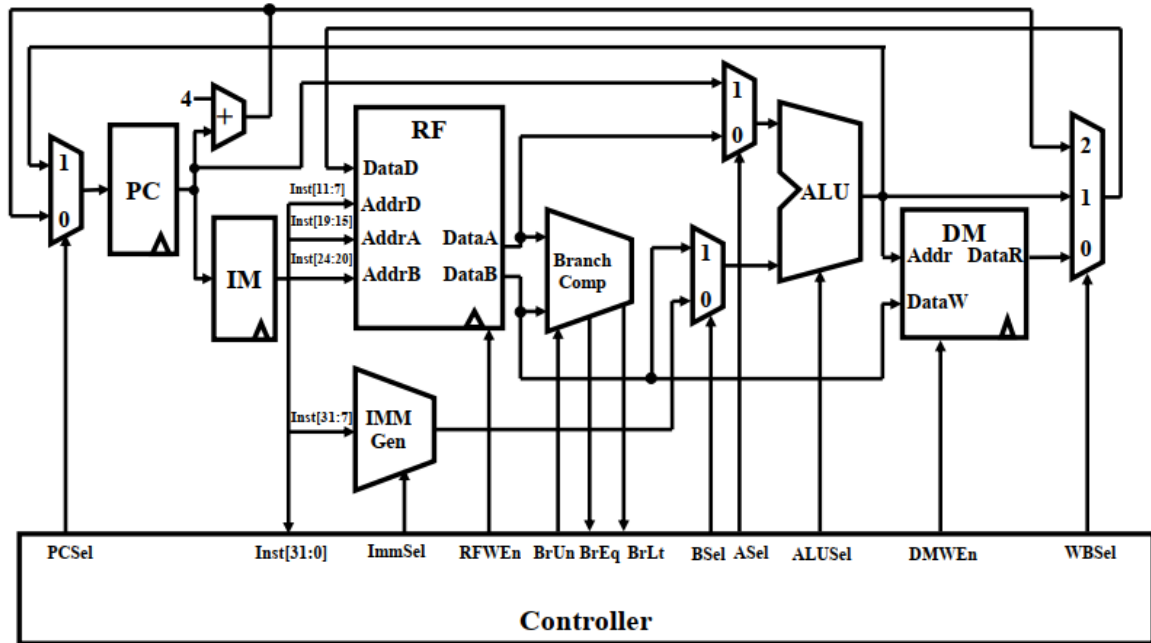 4
+
1
0
PC
IM
RF
DataD
Inst[11:7]
AddrD
Inst[19:15]
AddrA
DataA
Inst[24:20]
AddrB
DataB
Branch
Comp
Inst[31:7]
IMM
Gen
1
0
1
0
ALU
DM
Addr
DataR
DataW
2
1
0
PCSel
Inst[31:0]
ImmSel
RFWEn
BrUn
BrEq
BrLt
BSel
ASel
ALUSel
DMWEn
WBSel
Controller